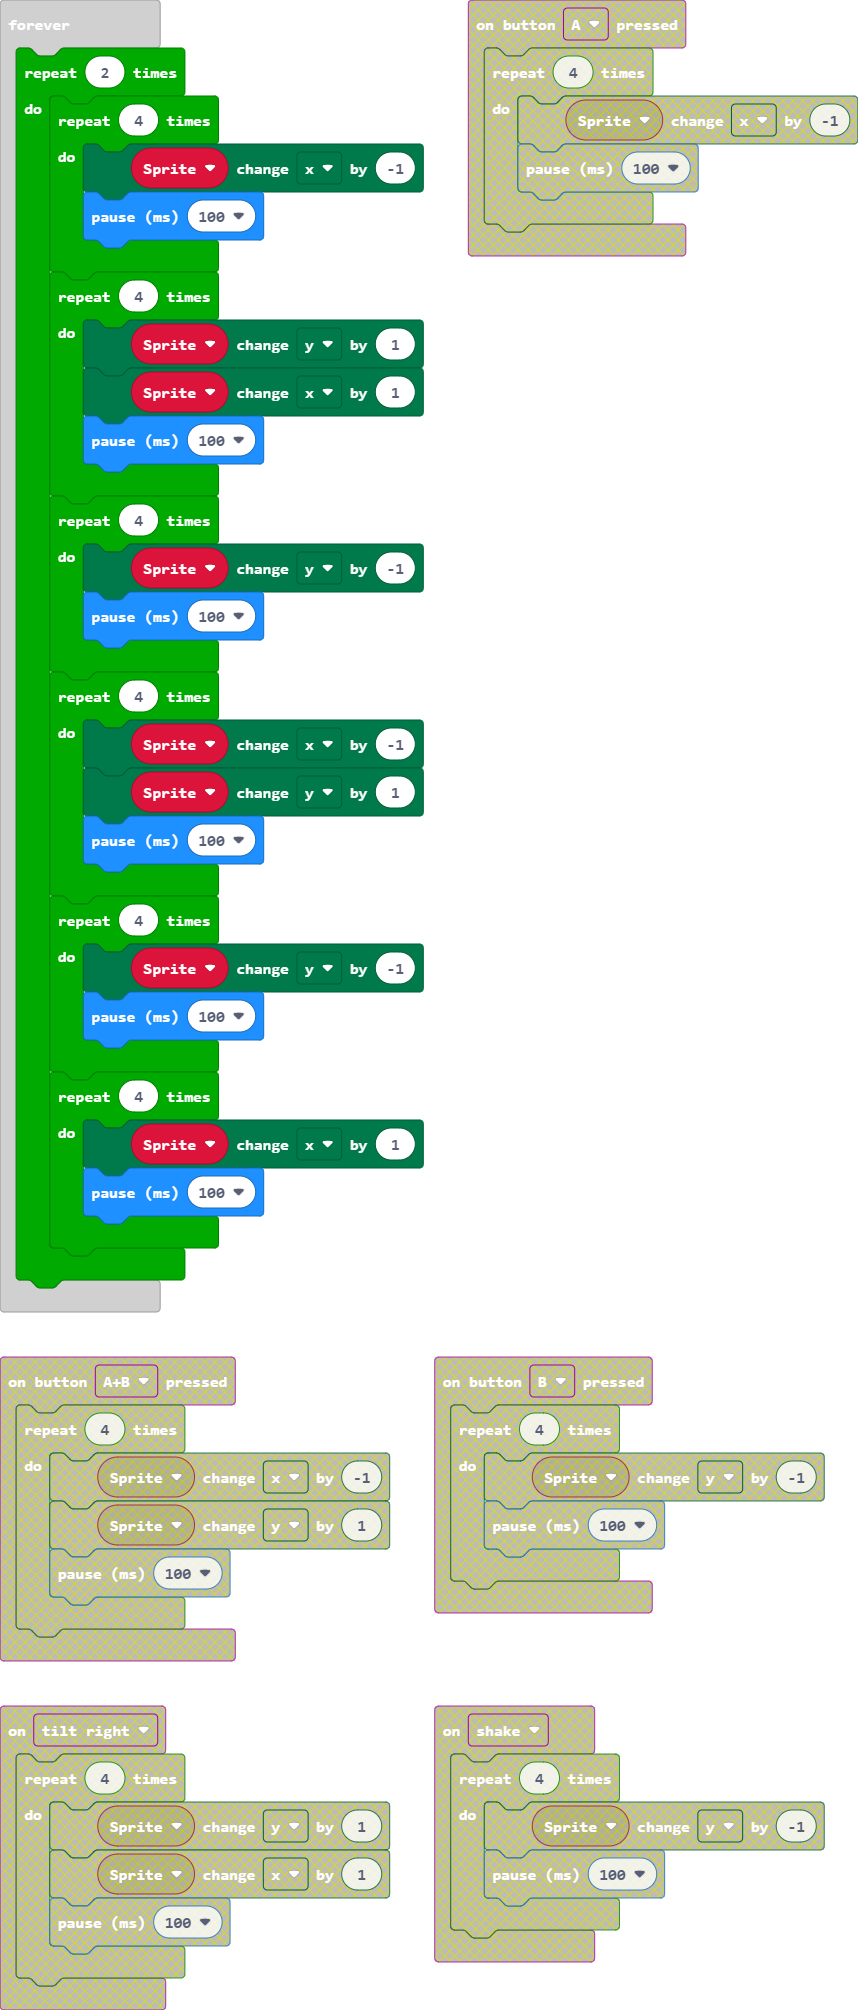 forever
repeat 2 times
do
repeat 4 times
do
Sprite change x by -1
pause (ms) 100
repeat 4 times
do
Sprite change y by 1
Sprite change x by 1
pause (ms) 100
repeat 4 times
do
Sprite change y by -1
pause (ms) 100
repeat 4 times
do
Sprite change x by -1
Sprite change y by 1
pause (ms) 100
repeat 4 times
do
Sprite change y by -1
pause (ms) 100
repeat 4 times
do
Sprite change x by 1
pause (ms) 100
on button A pressed
repeat 4 times
do
Sprite change x by -1
pause (ms) 100
on button A+B pressed
repeat 4 times
do
Sprite change x by -1
Sprite change y by 1
pause (ms) 100
on button B pressed
repeat 4 times
do
Sprite change y by -1
pause (ms) 100
on tilt right
repeat 4 times
do
Sprite change y by 1
Sprite change x by 1
pause (ms) 100
on shake
repeat 4 times
do
Sprite change y by -1
pause (ms) 100